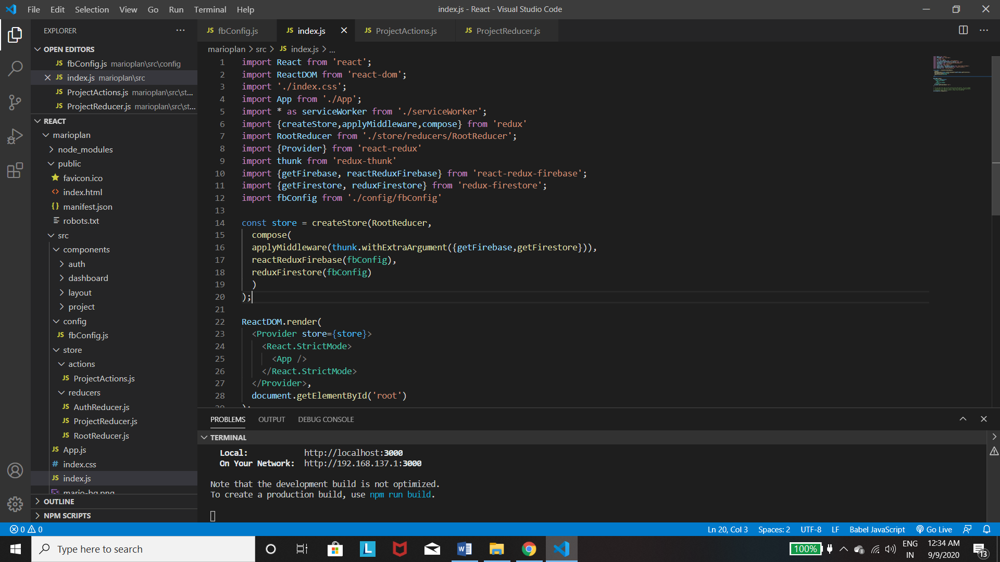 File Edit Selection View Go Run Terminal Help
index.js - React - Visual Studio Code
EXPLORER
OPEN EDITORS
JS fbConfig.js marioplan\src\config
JS index.js marioplan\src
JS ProjectActions.js marioplan\src\st...
JS ProjectReducer.js marioplan\src\st...
REACT
marioplan
node_modules
public
favicon.ico
index.html
manifest.json
robots.txt
src
components
auth
dashboard
layout
project
config
JS fbConfig.js
store
actions
JS ProjectActions.js
reducers
JS AuthReducer.js
JS ProjectReducer.js
JS RootReducer.js
JS App.js
# index.css
JS index.js
mario-bg.png
OUTLINE
NPM SCRIPTS
JS fbConfig.js
JS index.js
JS ProjectActions.js
JS ProjectReducer.js
marioplan > src > JS index.js > ...
1 import React from 'react';
2 import ReactDOM from 'react-dom';
3 import './index.css';
4 import App from './App';
5 import * as serviceWorker from './serviceWorker';
6 import {createStore,applyMiddleware,compose} from 'redux'
7 import RootReducer from './store/reducers/RootReducer';
8 import {Provider} from 'react-redux'
9 import thunk from 'redux-thunk'
10 import {getFirebase, reactReduxFirebase} from 'react-redux-firebase';
11 import {getFirestore, reduxFirestore} from 'redux-firestore';
12 import fbConfig from './config/fbConfig'
13
14 const store = createStore(RootReducer,
15 compose(
16 applyMiddleware(thunk.withExtraArgument({getFirebase,getFirestore})),
17 reactReduxFirebase(fbConfig),
18 reduxFirestore(fbConfig)
19 )
20 );
21
22 ReactDOM.render(
23 <Provider store={store}>
24 <React.StrictMode>
25 <App />
26 </React.StrictMode>
27 </Provider>,
28 document.getElementById('root')
29 );
PROBLEMS OUTPUT DEBUG CONSOLE
TERMINAL
Local: http://localhost:3000
On Your Network: http://192.168.137.1:3000
Note that the development build is not optimized.
To create a production build, use npm run build.
0 0
Ln 20, Col 3 Spaces: 2 UTF-8 LF Babel JavaScript Go Live
Type here to search
100%
ENG
IN
12:34 AM
9/9/2020
13